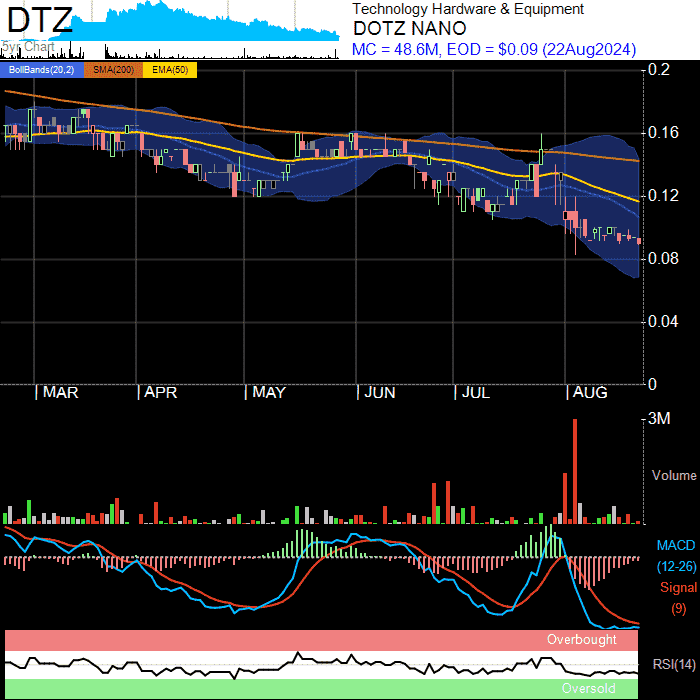 DTZ
5yr Chart
Technology Hardware & Equipment
DOTZ NANO
MC = 48.6M, EOD = $0.09 (22Aug2024)
BollBands(20,2) SMA(200) EMA(50)
0.2
0.16
0.12
0.08
0.04
0
| MAR | APR | MAY | JUN | JUL | AUG
3M
Volume
MACD
(12-26)
Signal
(9)
Overbought
RSI(14)
Oversold